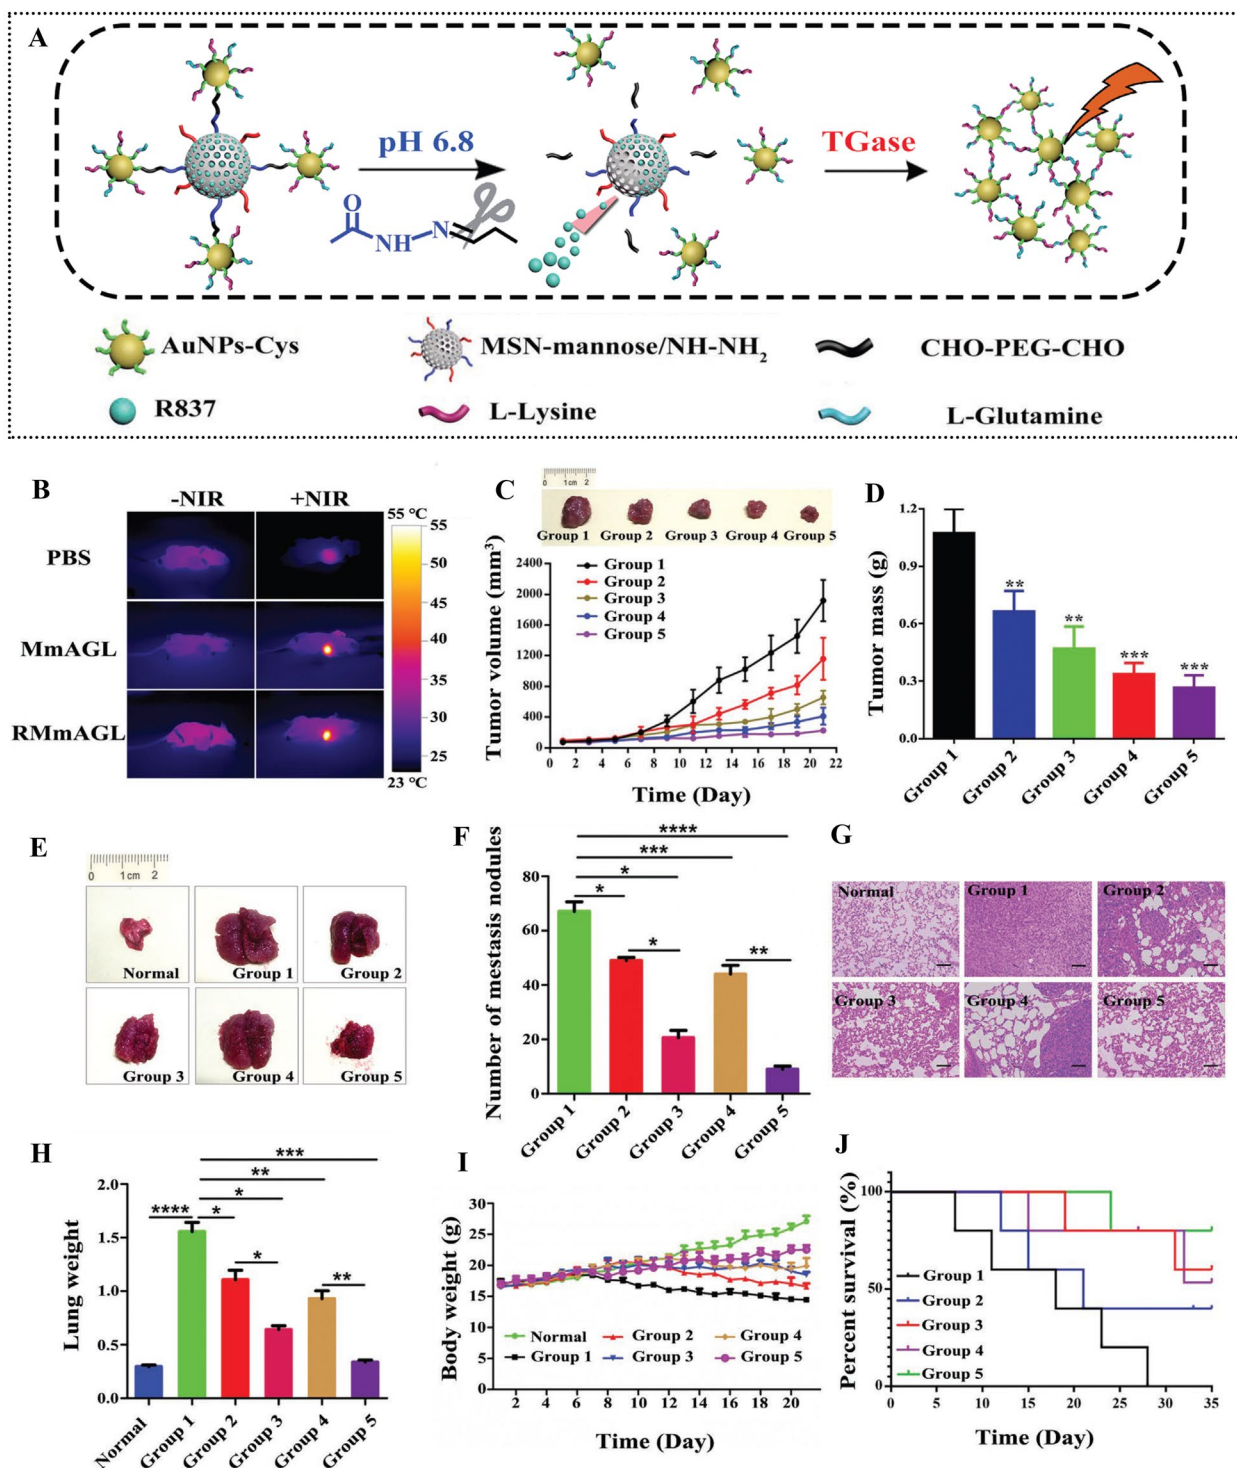 A
pH 6.8
TGase
O
NH
N
AuNPs-Cys
MSN-mannose/NH-NH₂
CHO-PEG-CHO
R837
L-Lysine
L-Glutamine
B
-NIR
+NIR
PBS
MmAGL
RMmAGL
55 °C
55
50
45
40
35
30
25
23 °C
C
0 1cm 2
Group 1
Group 2
Group 3
Group 4
Group 5
Tumor volume (mm³)
2400
2000
1600
1200
800
400
0
Group 1
Group 2
Group 3
Group 4
Group 5
0 2 4 6 8 10 12 14 16 18 20 22
Time (Day)
D
Tumor mass (g)
1.2
0.9
0.6
0.3
0.0
**
**
***
***
Group 1
Group 2
Group 3
Group 4
Group 5
E
0 1cm 2
Normal
Group 1
Group 2
Group 3
Group 4
Group 5
F
Number of mestasis nodules
80
60
40
20
0
****
***
*
*
*
**
Group 1
Group 2
Group 3
Group 4
Group 5
G
Normal
Group 1
Group 2
Group 3
Group 4
Group 5
H
Lung weight
2.0
1.5
1.0
0.5
0.0
***
**
*
****
*
*
**
Normal
Group 1
Group 2
Group 3
Group 4
Group 5
I
Body weight (g)
30
25
20
15
10
5
0
Normal
Group 2
Group 4
Group 1
Group 3
Group 5
2 4 6 8 10 12 14 16 18 20
Time (Day)
J
Percent survival (%)
100
50
0
Group 1
Group 2
Group 3
Group 4
Group 5
0 5 10 15 20 25 30 35
Time (Day)